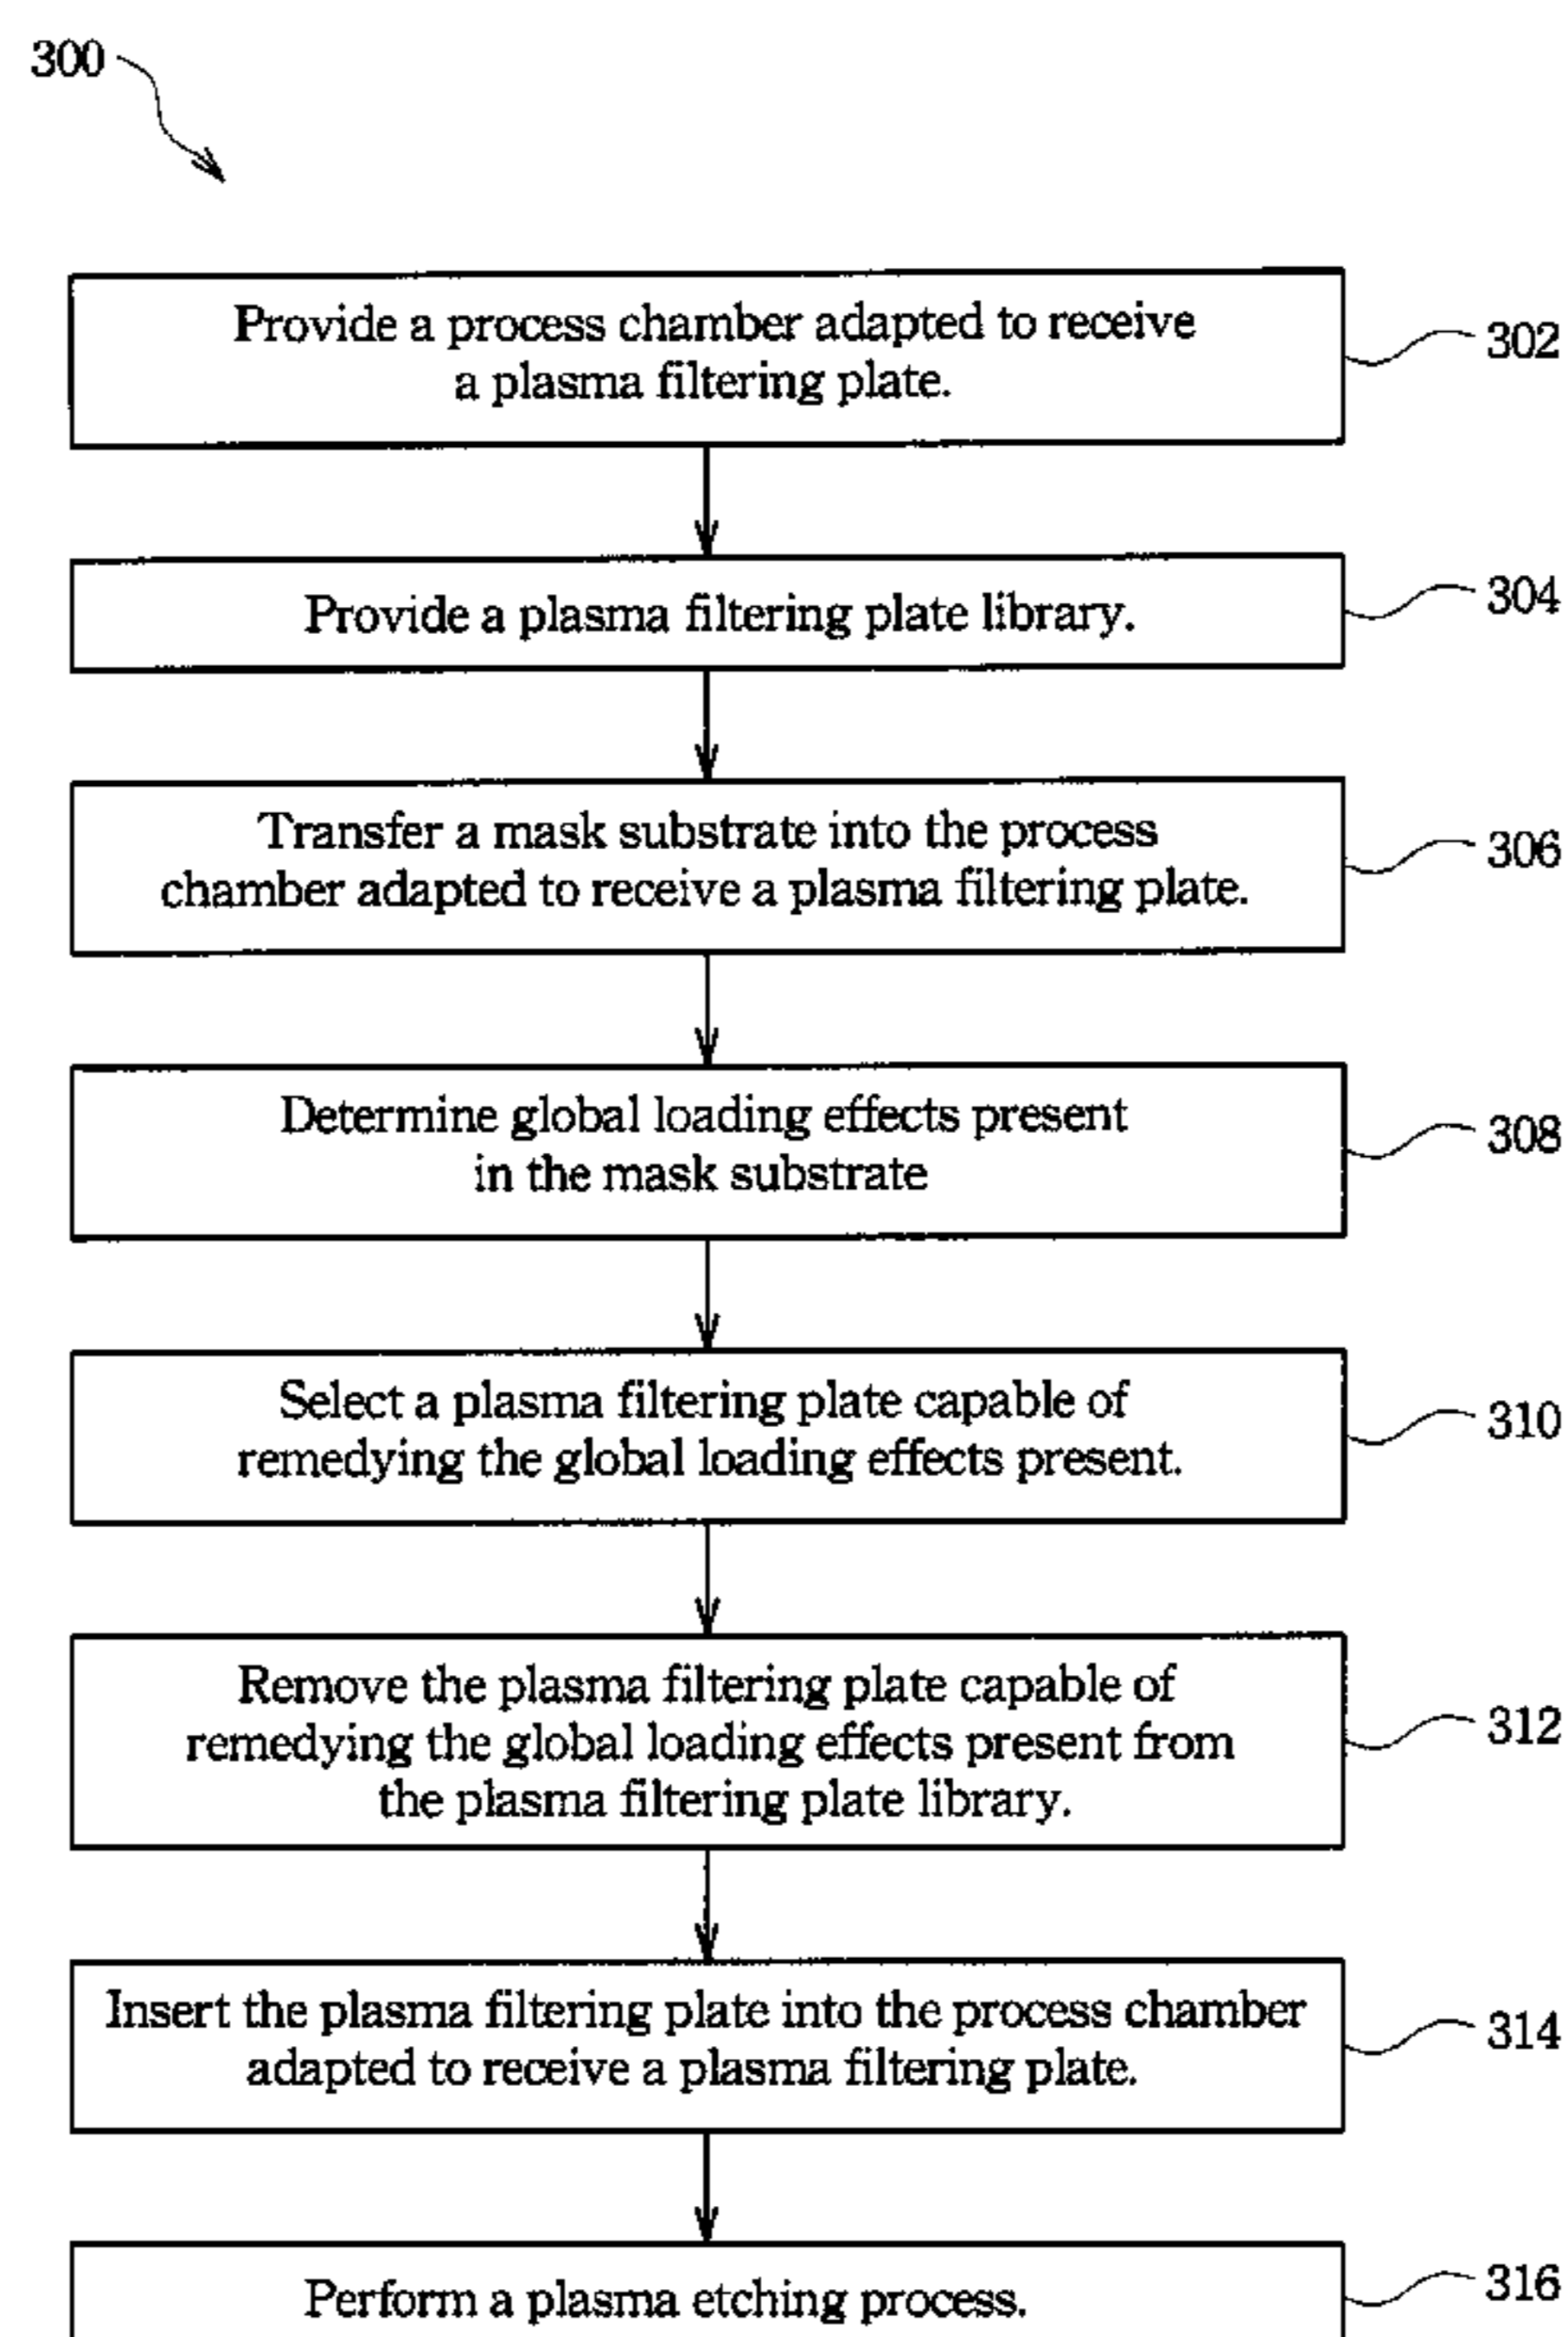 300
Provide a process chamber adapted to receive
a plasma filtering plate.
302
Provide a plasma filtering plate library.
304
Transfer a mask substrate into the process
chamber adapted to receive a plasma filtering plate.
306
Determine global loading effects present
in the mask substrate
308
Select a plasma filtering plate capable of
remedying the global loading effects present.
310
Remove the plasma filtering plate capable of
remedying the global loading effects present from
the plasma filtering plate library.
312
Insert the plasma filtering plate into the process chamber
adapted to receive a plasma filtering plate.
314
Perform a plasma etching process.
316